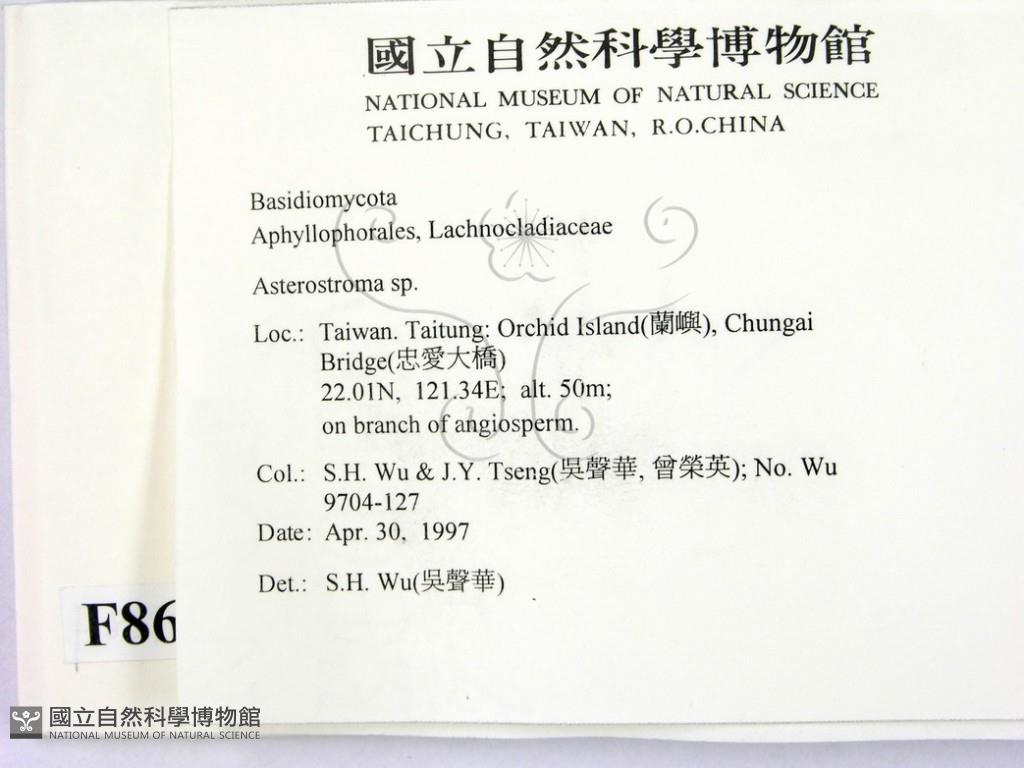 國立自然科學博物館
NATIONAL MUSEUM OF NATURAL SCIENCE
TAICHUNG, TAIWAN, R.O.CHINA
Basidiomycota
Aphyllophorales, Lachnocladiaceae
Asterostroma sp.
Loc.: Taiwan. Taitung: Orchid Island(蘭嶼), Chungai
Bridge(忠愛大橋)
22.01N, 121.34E; alt. 50m;
on branch of angiosperm.
Col.: S.H. Wu & J.Y. Tseng(吳聲華, 曾榮英); No. Wu
9704-127
Date: Apr. 30, 1997
Det.: S.H. Wu(吳聲華)
F86
國立自然科學博物館
NATIONAL MUSEUM OF NATURAL SCIENCE